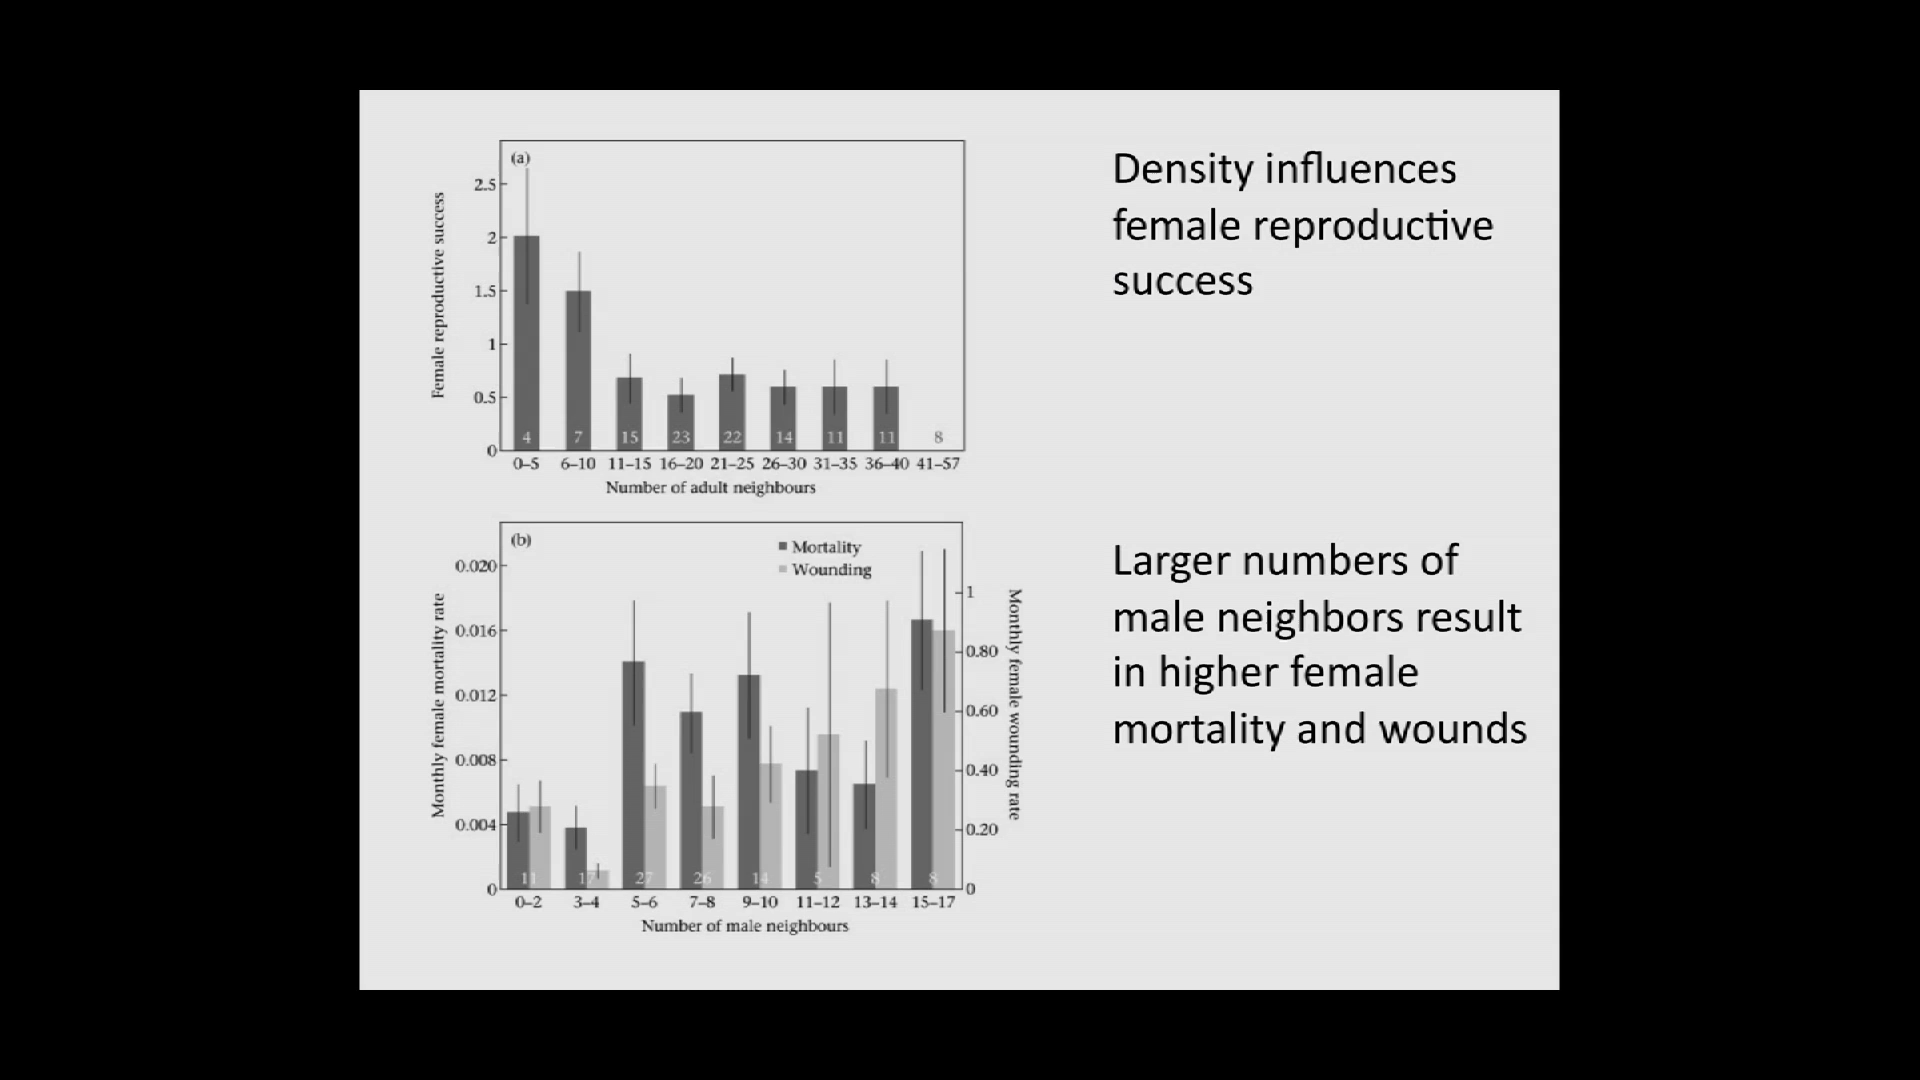 (a)
Female reproductive success
2.5
2
1.5
1
0.5
0
4 7 15 23 22 14 11 11 8
0–5 6–10 11–15 16–20 21–25 26–30 31–35 36–40 41–57
Number of adult neighbours
Density influences
female reproductive
success
(b)
Mortality
Wounding
Monthly female mortality rate
0.020
0.016
0.012
0.008
0.004
0
Monthly female wounding rate
1
0.80
0.60
0.40
0.20
0
11 17 27 26 14 5 8 8
0–2 3–4 5–6 7–8 9–10 11–12 13–14 15–17
Number of male neighbours
Larger numbers of
male neighbors result
in higher female
mortality and wounds